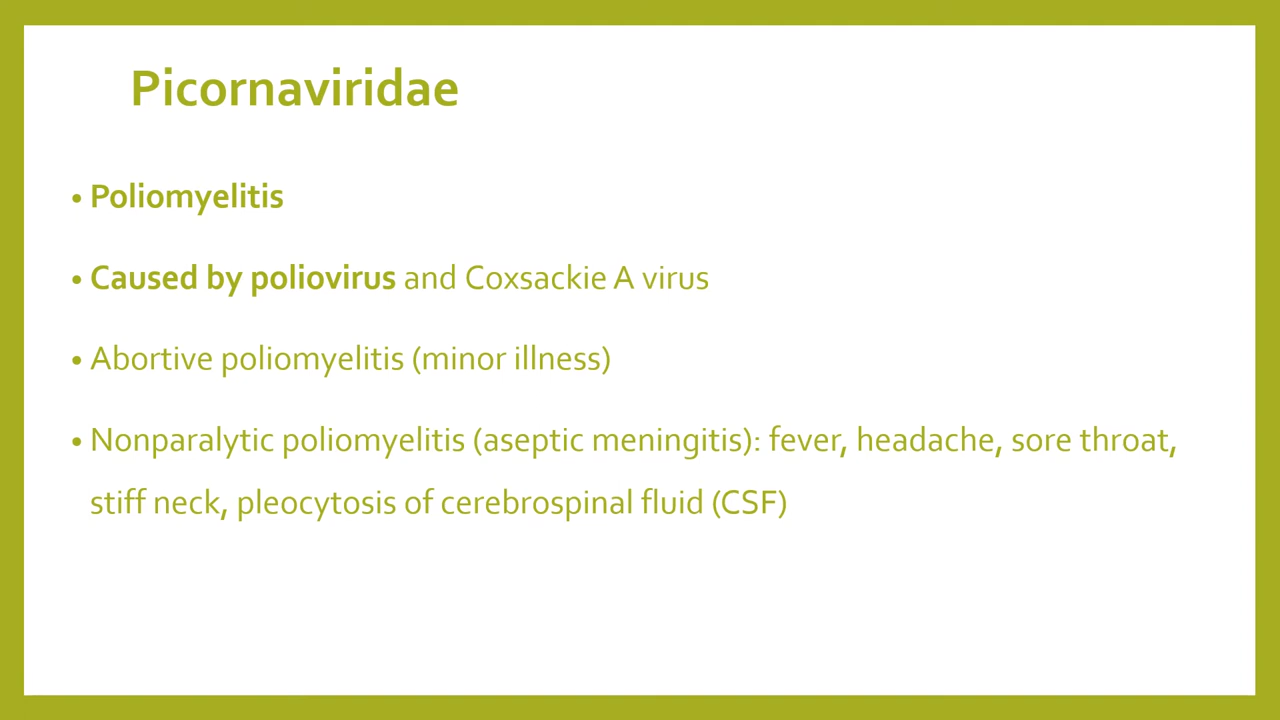 Picornaviridae
• Poliomyelitis
• Caused by poliovirus and Coxsackie A virus
• Abortive poliomyelitis (minor illness)
• Nonparalytic poliomyelitis (aseptic meningitis): fever, headache, sore throat,
stiff neck, pleocytosis of cerebrospinal fluid (CSF)